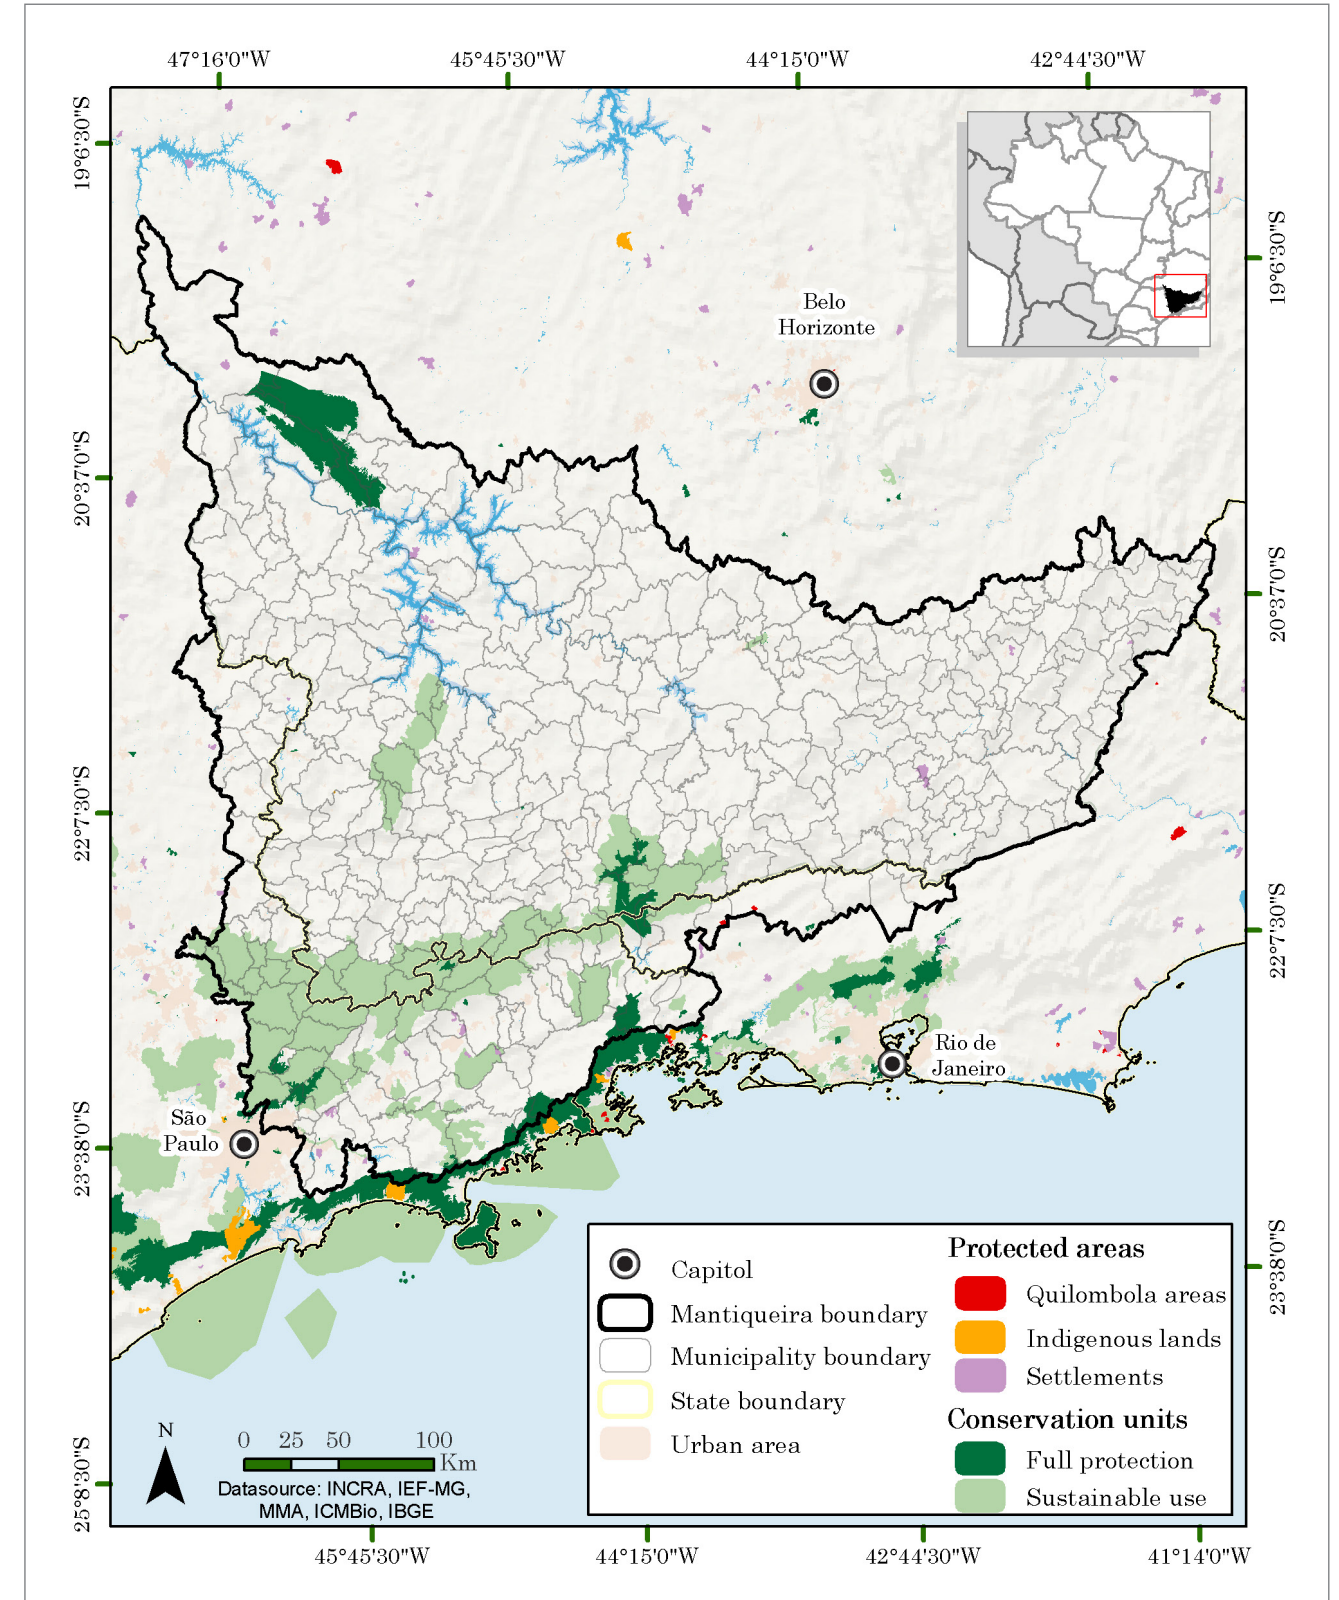 47°16'0"W
45°45'30"W
44°15'0"W
42°44'30"W
19°6'30"S
20°37'0"S
22°7'30"S
23°38'0"S
25°8'30"S
19°6'30"S
20°37'0"S
22°7'30"S
23°38'0"S
Belo
Horizonte
Rio de
Janeiro
São
Paulo
Capitol
Mantiqueira boundary
Municipality boundary
State boundary
Urban area
Protected areas
Quilombola areas
Indigenous lands
Settlements
Conservation units
Full protection
Sustainable use
N
0 25 50 100
Km
Datasource: INCRA, IEF-MG,
MMA, ICMBio, IBGE
45°45'30"W
44°15'0"W
42°44'30"W
41°14'0"W